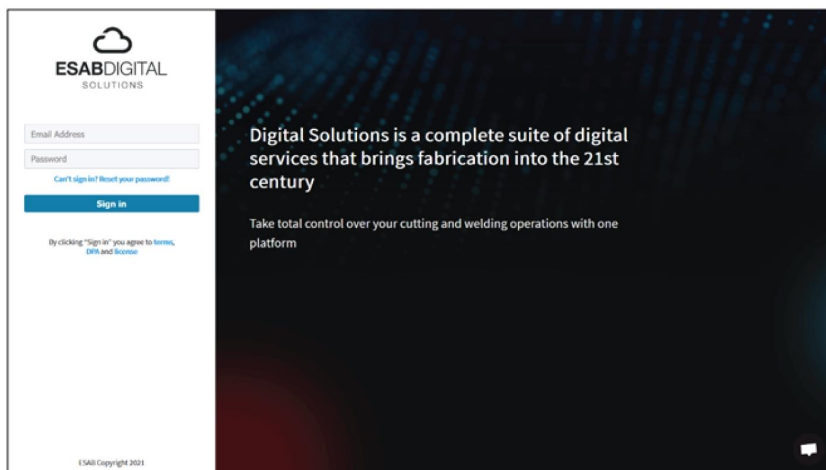 ESABDIGITAL
SOLUTIONS
Email Address
Password
Can't sign in? Reset your password!
Sign in
By clicking "Sign in" you agree to terms,
DPA and license
ESAB Copyright 2021
Digital Solutions is a complete suite of digital
services that brings fabrication into the 21st
century
Take total control over your cutting and welding operations with one
platform